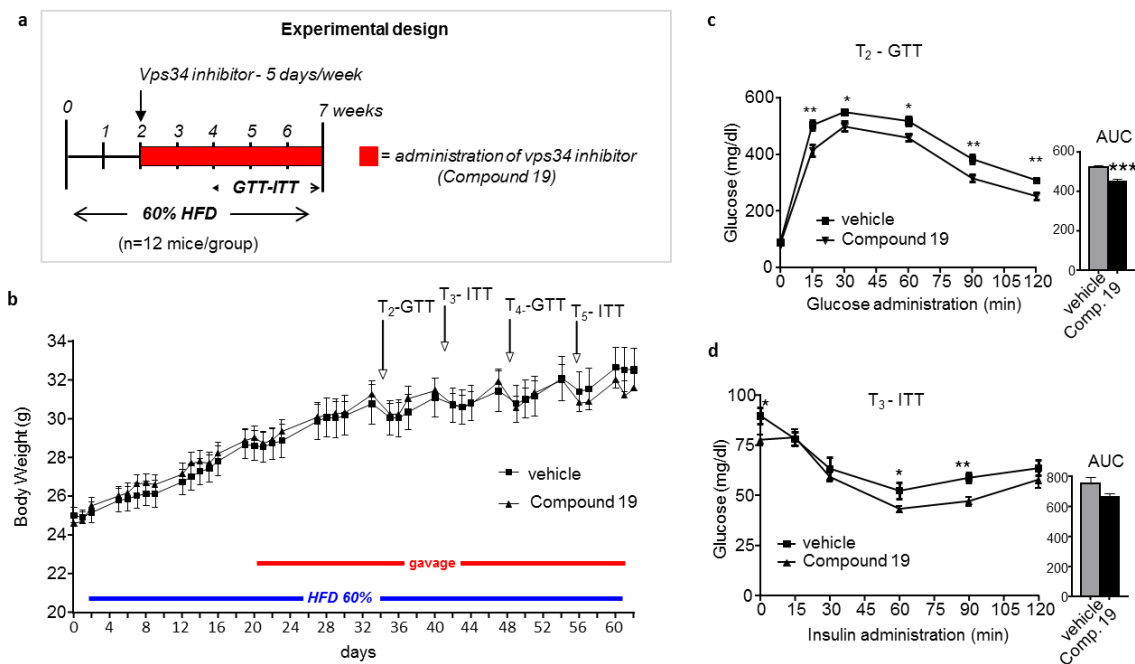 a
Experimental design
Vps34 inhibitor - 5 days/week
0
7 weeks
1 2 3 4 5 6
= administration of vps34 inhibitor
(Compound 19)
GTT-ITT
60% HFD
(n=12 mice/group)
b
T2-GTT
T3- ITT
T4-GTT
T5- ITT
34
32
30
28
26
24
22
20
Body Weight (g)
vehicle
Compound 19
gavage
HFD 60%
0 4 8 12 16 20 24 28 32 36 40 44 48 52 56 60
days
c
T2 - GTT
600
400
200
0
Glucose (mg/dl)
** * * ** **
vehicle
Compound 19
0 15 30 45 60 75 90 105 120
Glucose administration (min)
AUC
600
400
200
0
***
vehicle
Comp. 19
d
T3 - ITT
100
75
50
25
0
Glucose (mg/dl)
* * **
vehicle
Compound 19
0 15 30 45 60 75 90 105 120
Insulin administration (min)
AUC
800
600
400
200
0
vehicle
Comp. 19